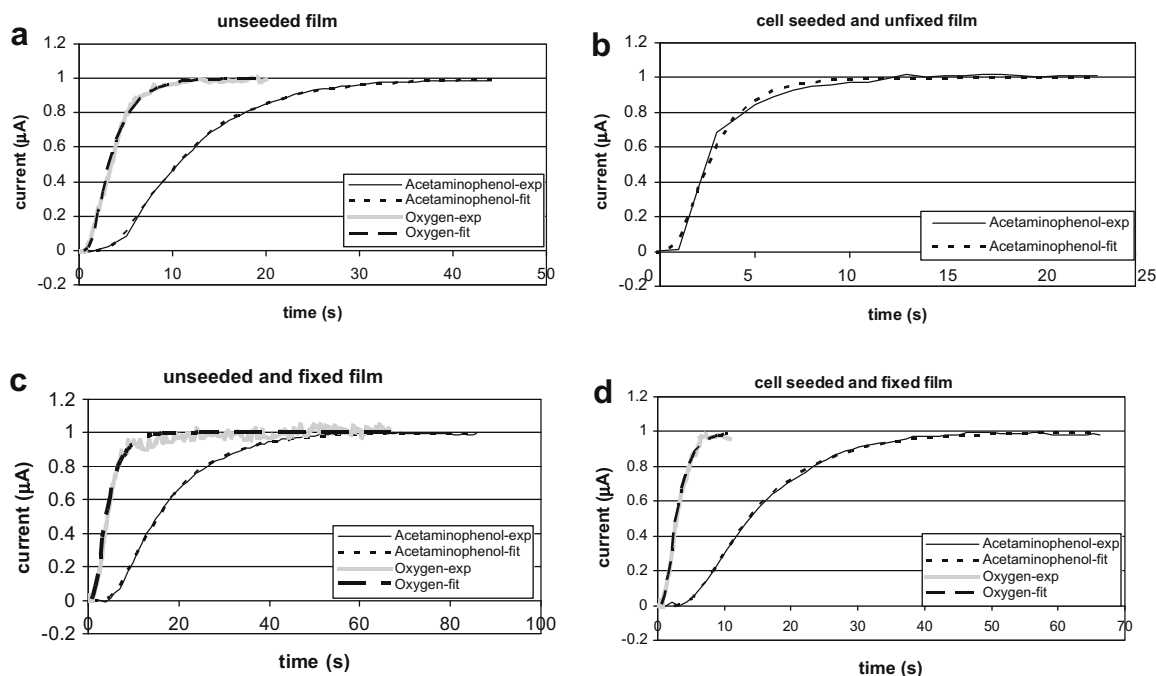 a
unseeded film
1.2
1
0.8
0.6
0.4
0.2
0
-0.2
current (µA)
0 10 20 30 40 50
time (s)
Acetaminophenol-exp
Acetaminophenol-fit
Oxygen-exp
Oxygen-fit
b
cell seeded and unfixed film
1.2
1
0.8
0.6
0.4
0.2
0
-0.2
current (µA)
0 5 10 15 20 25
time (s)
Acetaminophenol-exp
Acetaminophenol-fit
c
unseeded and fixed film
1.2
1
0.8
0.6
0.4
0.2
0
-0.2
current (µA)
0 20 40 60 80 100
time (s)
Acetaminophenol-exp
Acetaminophenol-fit
Oxygen-exp
Oxygen-fit
d
cell seeded and fixed film
1.2
1
0.8
0.6
0.4
0.2
0
-0.2
current (µA)
0 10 20 30 40 50 60 70
time (s)
Acetaminophenol-exp
Acetaminophenol-fit
Oxygen-exp
Oxygen-fit